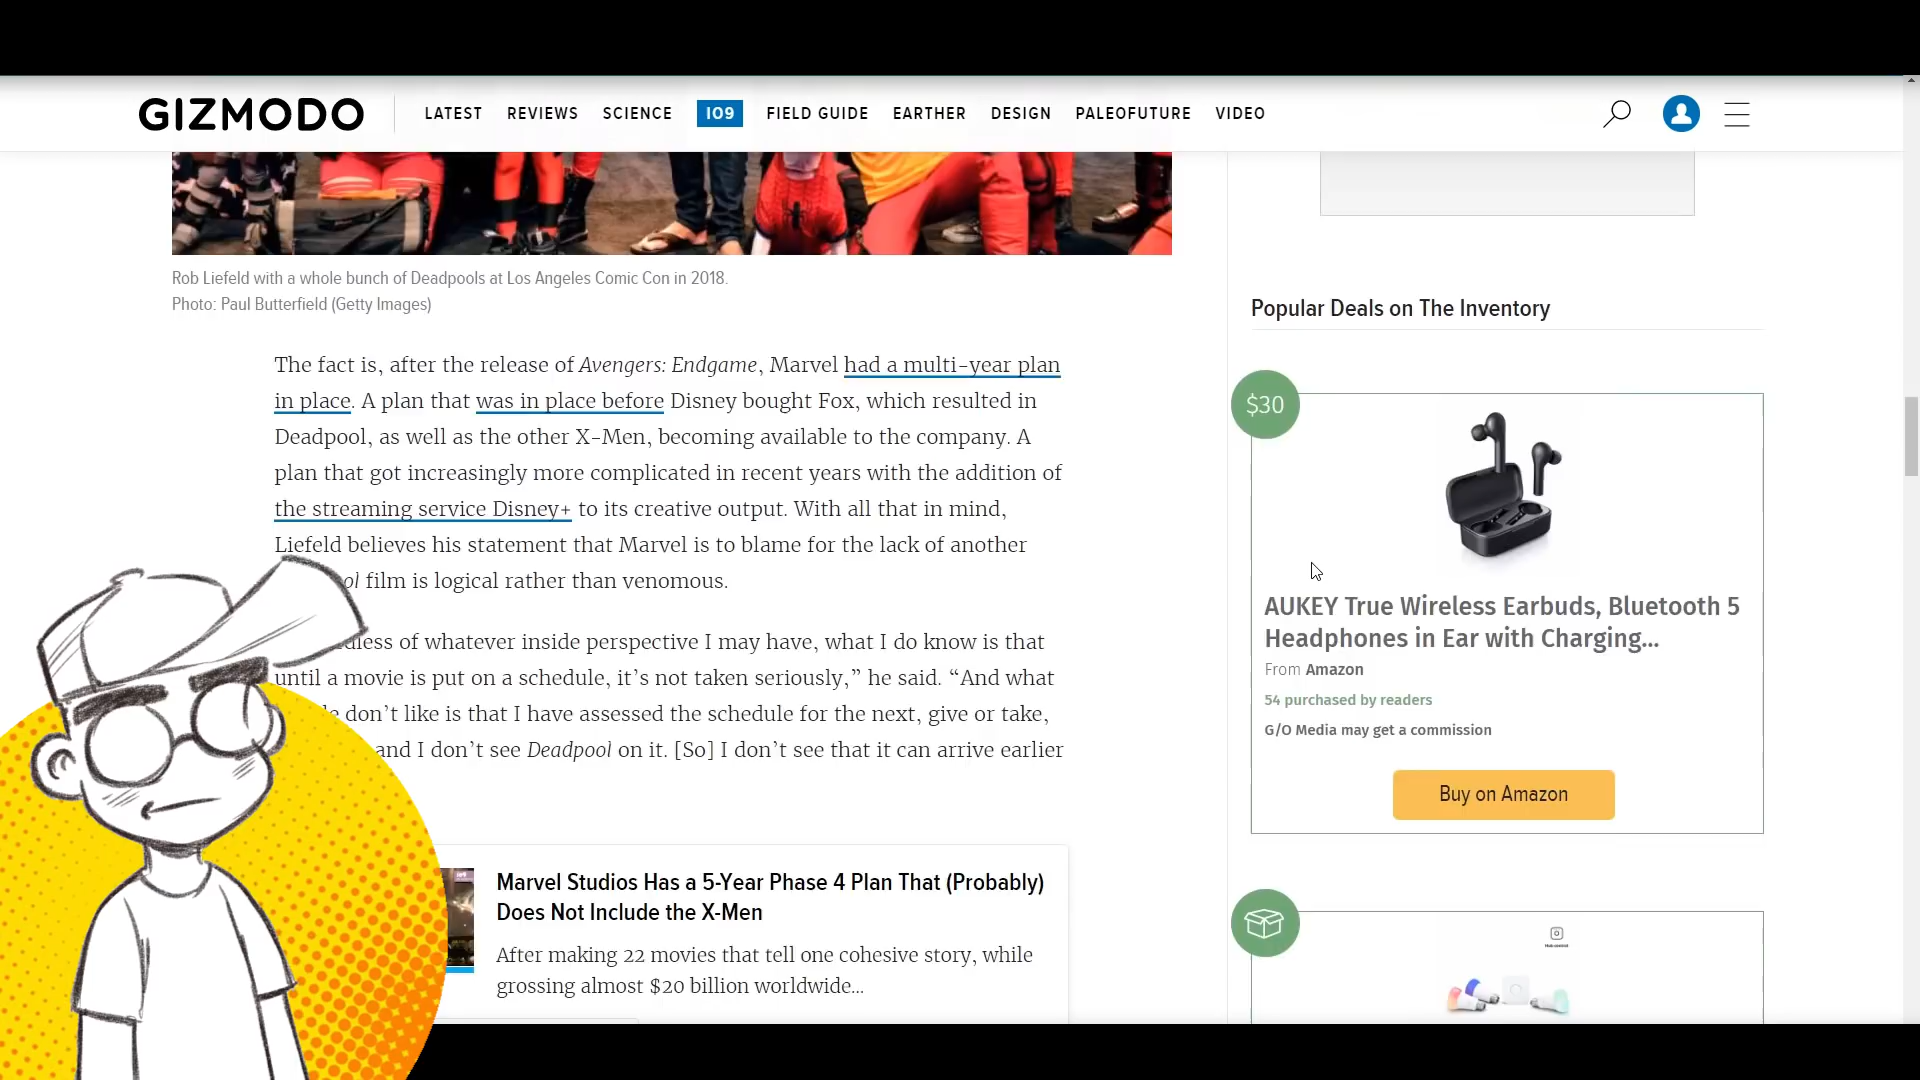 GIZMODO
LATEST REVIEWS SCIENCE IO9 FIELD GUIDE EARTHER DESIGN PALEOFUTURE VIDEO
Rob Liefeld with a whole bunch of Deadpools at Los Angeles Comic Con in 2018.
Photo: Paul Butterfield (Getty Images)
The fact is, after the release of Avengers: Endgame, Marvel had a multi-year plan
in place. A plan that was in place before Disney bought Fox, which resulted in
Deadpool, as well as the other X-Men, becoming available to the company. A
plan that got increasingly more complicated in recent years with the addition of
the streaming service Disney+ to its creative output. With all that in mind,
Liefeld believes his statement that Marvel is to blame for the lack of another
ol film is logical rather than venomous.
dless of whatever inside perspective I may have, what I do know is that
until a movie is put on a schedule, it’s not taken seriously,” he said. “And what
don’t like is that I have assessed the schedule for the next, give or take,
and I don’t see Deadpool on it. [So] I don’t see that it can arrive earlier
Marvel Studios Has a 5-Year Phase 4 Plan That (Probably)
Does Not Include the X-Men
After making 22 movies that tell one cohesive story, while
grossing almost $20 billion worldwide...
Popular Deals on The Inventory
$30
AUKEY True Wireless Earbuds, Bluetooth 5
Headphones in Ear with Charging...
From Amazon
54 purchased by readers
G/O Media may get a commission
Buy on Amazon